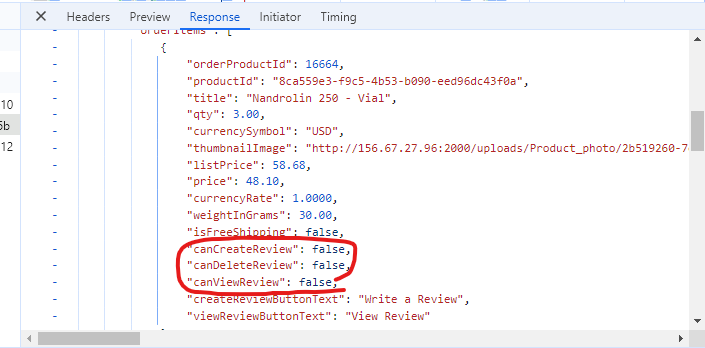 Headers Preview Response Initiator Timing
"orderItems": [
{
"orderProductId": 16664,
"productId": "8ca559e3-f9c5-4b53-b090-eed96dc43f0a",
"title": "Nandrolin 250 - Vial",
"qty": 3.00,
"currencySymbol": "USD",
"thumbnailImage": "http://156.67.27.96:2000/uploads/Product_photo/2b519260-7
"listPrice": 58.68,
"price": 48.10,
"currencyRate": 1.0000,
10
"weightInGrams": 30.00,
5b
"isFreeShipping": false,
12
"canCreateReview": false,
"canDeleteReview": false,
"canViewReview": false,
"createReviewButtonText": "Write a Review",
"viewReviewButtonText": "View Review"